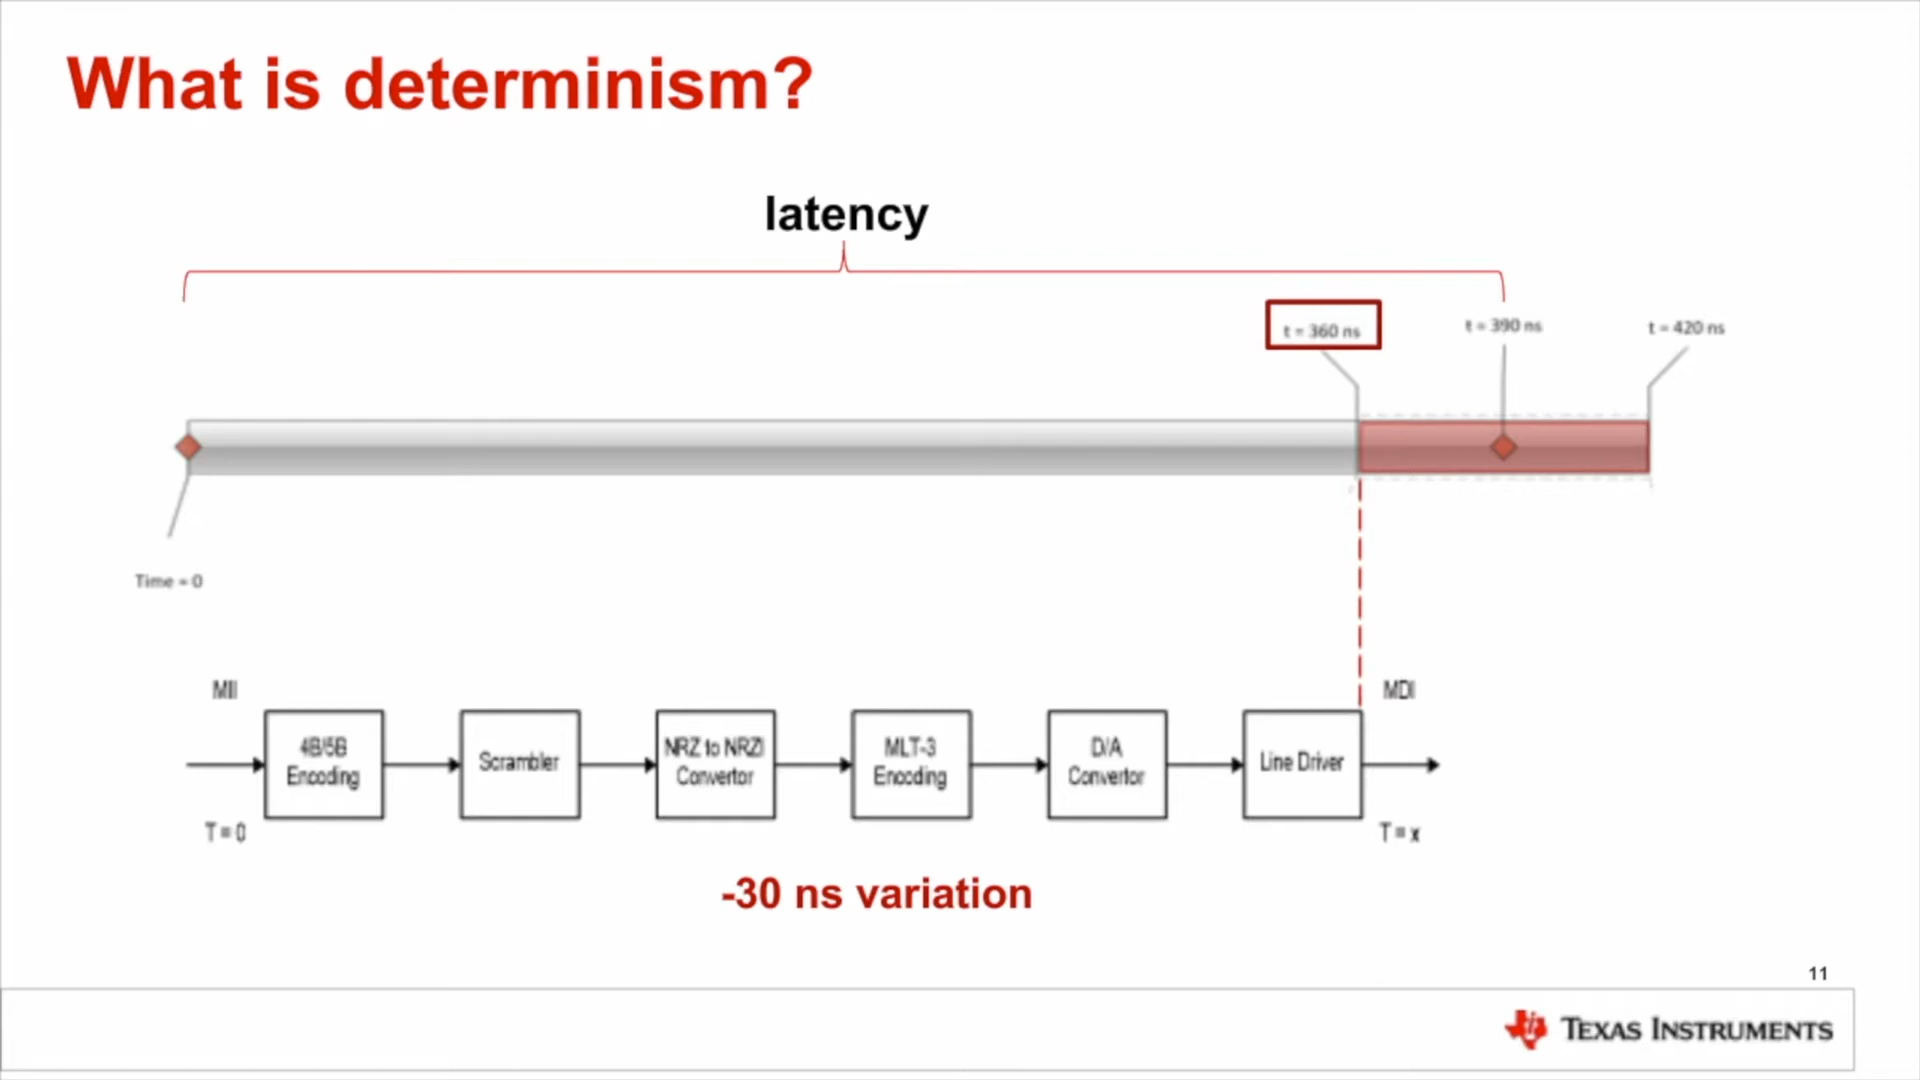 What is determinism?
latency
t = 360 ns
t = 390 ns
t = 420 ns
Time = 0
MII
MDI
4B/5B
Encoding
Scrambler
NRZ to NRZI
Convertor
MLT-3
Encoding
D/A
Convertor
Line Driver
T = 0
T = x
-30 ns variation
11
TEXAS INSTRUMENTS